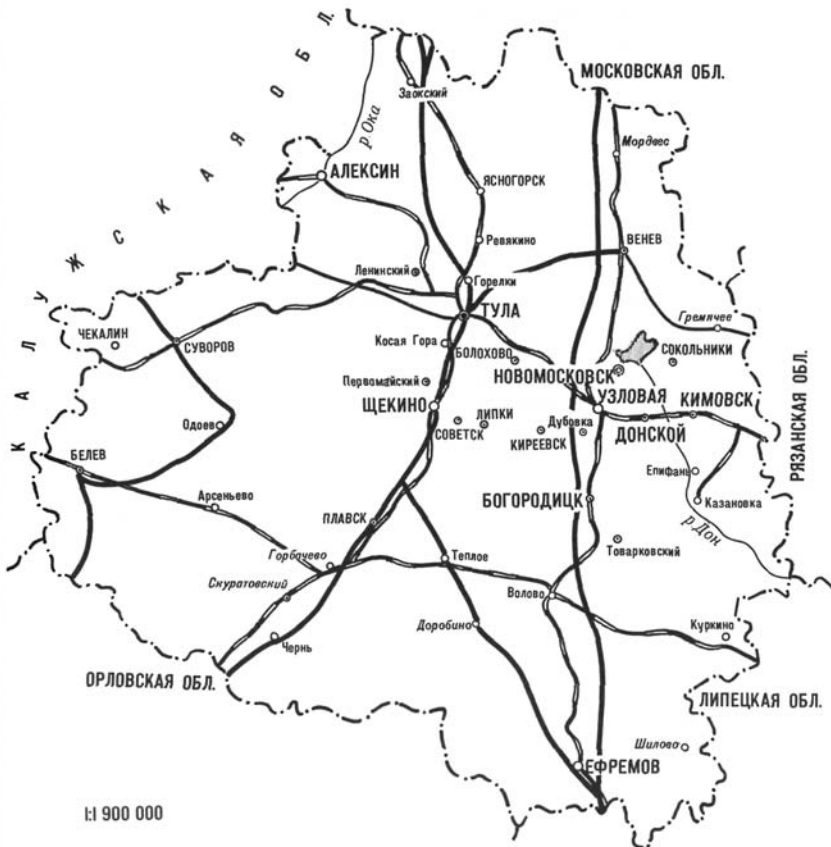 КАЛУЖСКАЯ ОБЛ.
МОСКОВСКАЯ ОБЛ.
Заокский
р. Ока
Мордвес
АЛЕКСИН
ЯСНОГОРСК
Ревякино
ВЕНЕВ
Ленинский
Горелки
ТУЛА
Гремячее
ЧЕКАЛИН
СУВОРОВ
Косая Гора
БОЛОХОВО
СОКОЛЬНИКИ
НОВОМОСКОВСК
Первомайский
ЩЕКИНО
УЗЛОВАЯ
КИМОВСК
Одоев
СОВЕТСК
ЛИПКИ
КИРЕЕВСК
Дубовка
ДОНСКОЙ
РЯЗАНСКАЯ ОБЛ.
БЕЛЕВ
Епифань
Арсеньево
БОГОРОДИЦК
Казановка
ПЛАВСК
р. Дон
Товарковский
Горбачево
Теплое
Скуратовский
Волово
Доробино
Куркино
Чернь
ОРЛОВСКАЯ ОБЛ.
ЛИПЕЦКАЯ ОБЛ.
Шилово
ЕФРЕМОВ
1:1 900 000